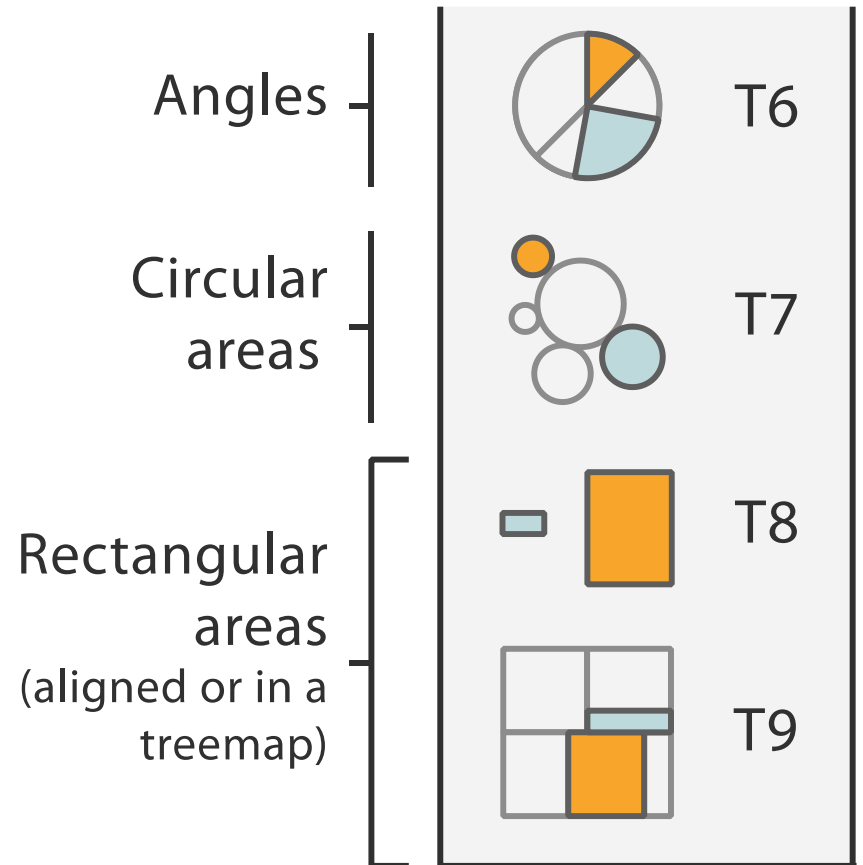 Angles
T6
Circular
areas
T7
Rectangular
areas
(aligned or in a
treemap)
T8
T9